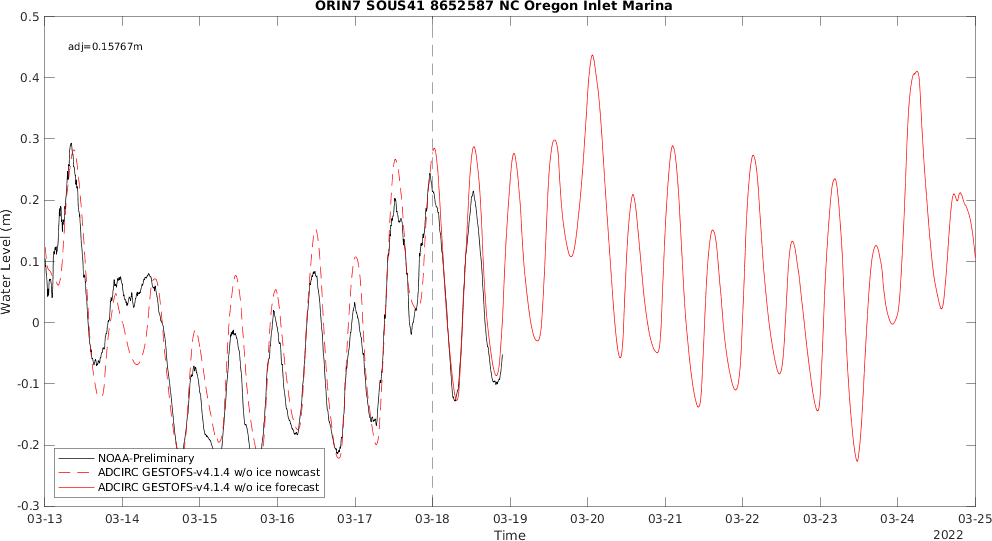 ORIN7 SOUS41 8652587 NC Oregon Inlet Marina
adj=0.15767m
0.5
0.4
0.3
0.2
0.1
0
-0.1
-0.2
-0.3
Water Level (m)
NOAA-Preliminary
ADCIRC GESTOFS-v4.1.4 w/o ice nowcast
ADCIRC GESTOFS-v4.1.4 w/o ice forecast
03-13 03-14 03-15 03-16 03-17 03-18 03-19 03-20 03-21 03-22 03-23 03-24 03-25
Time
2022